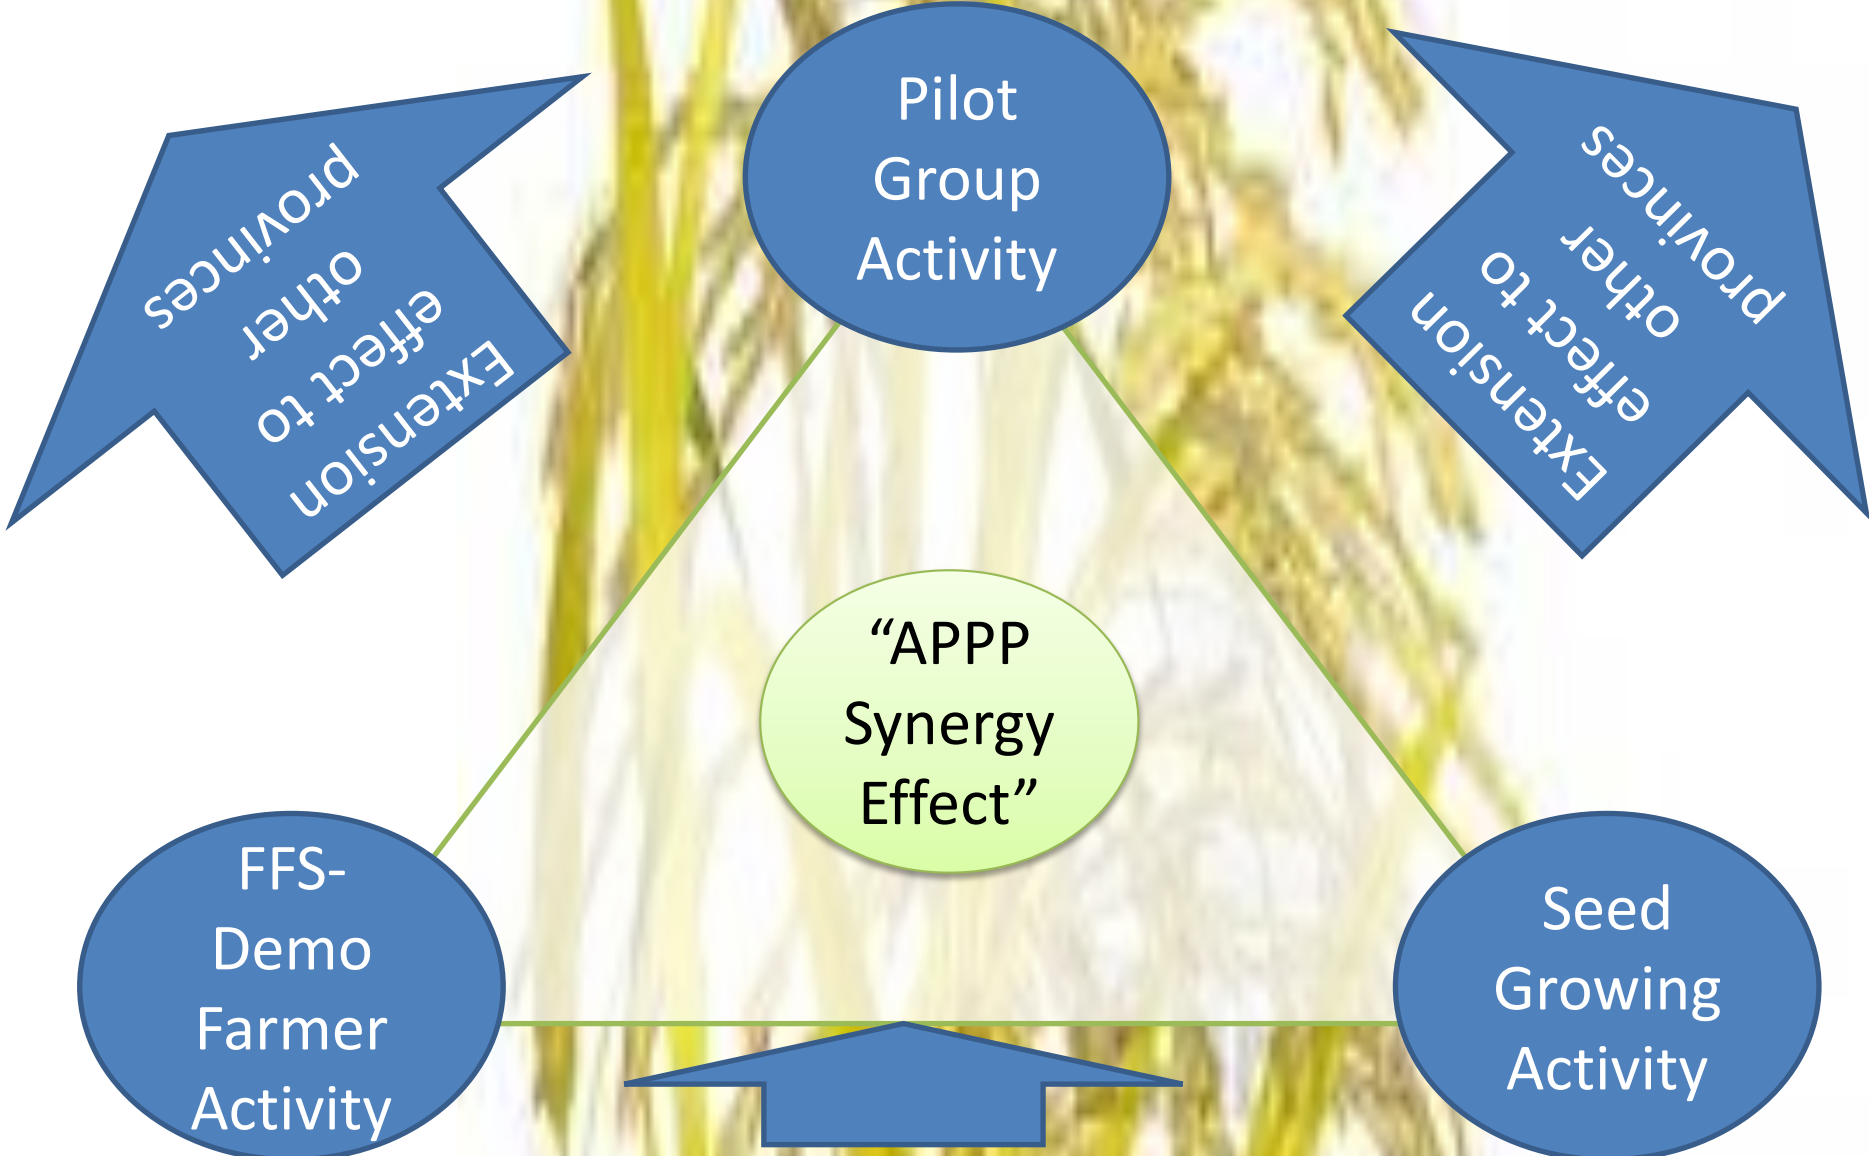 Pilot
Group
Activity
Extension
effect to
other
provinces
Extension
effect to
other
provinces
“APPP
Synergy
Effect”
FFS-
Demo
Farmer
Activity
Seed
Growing
Activity